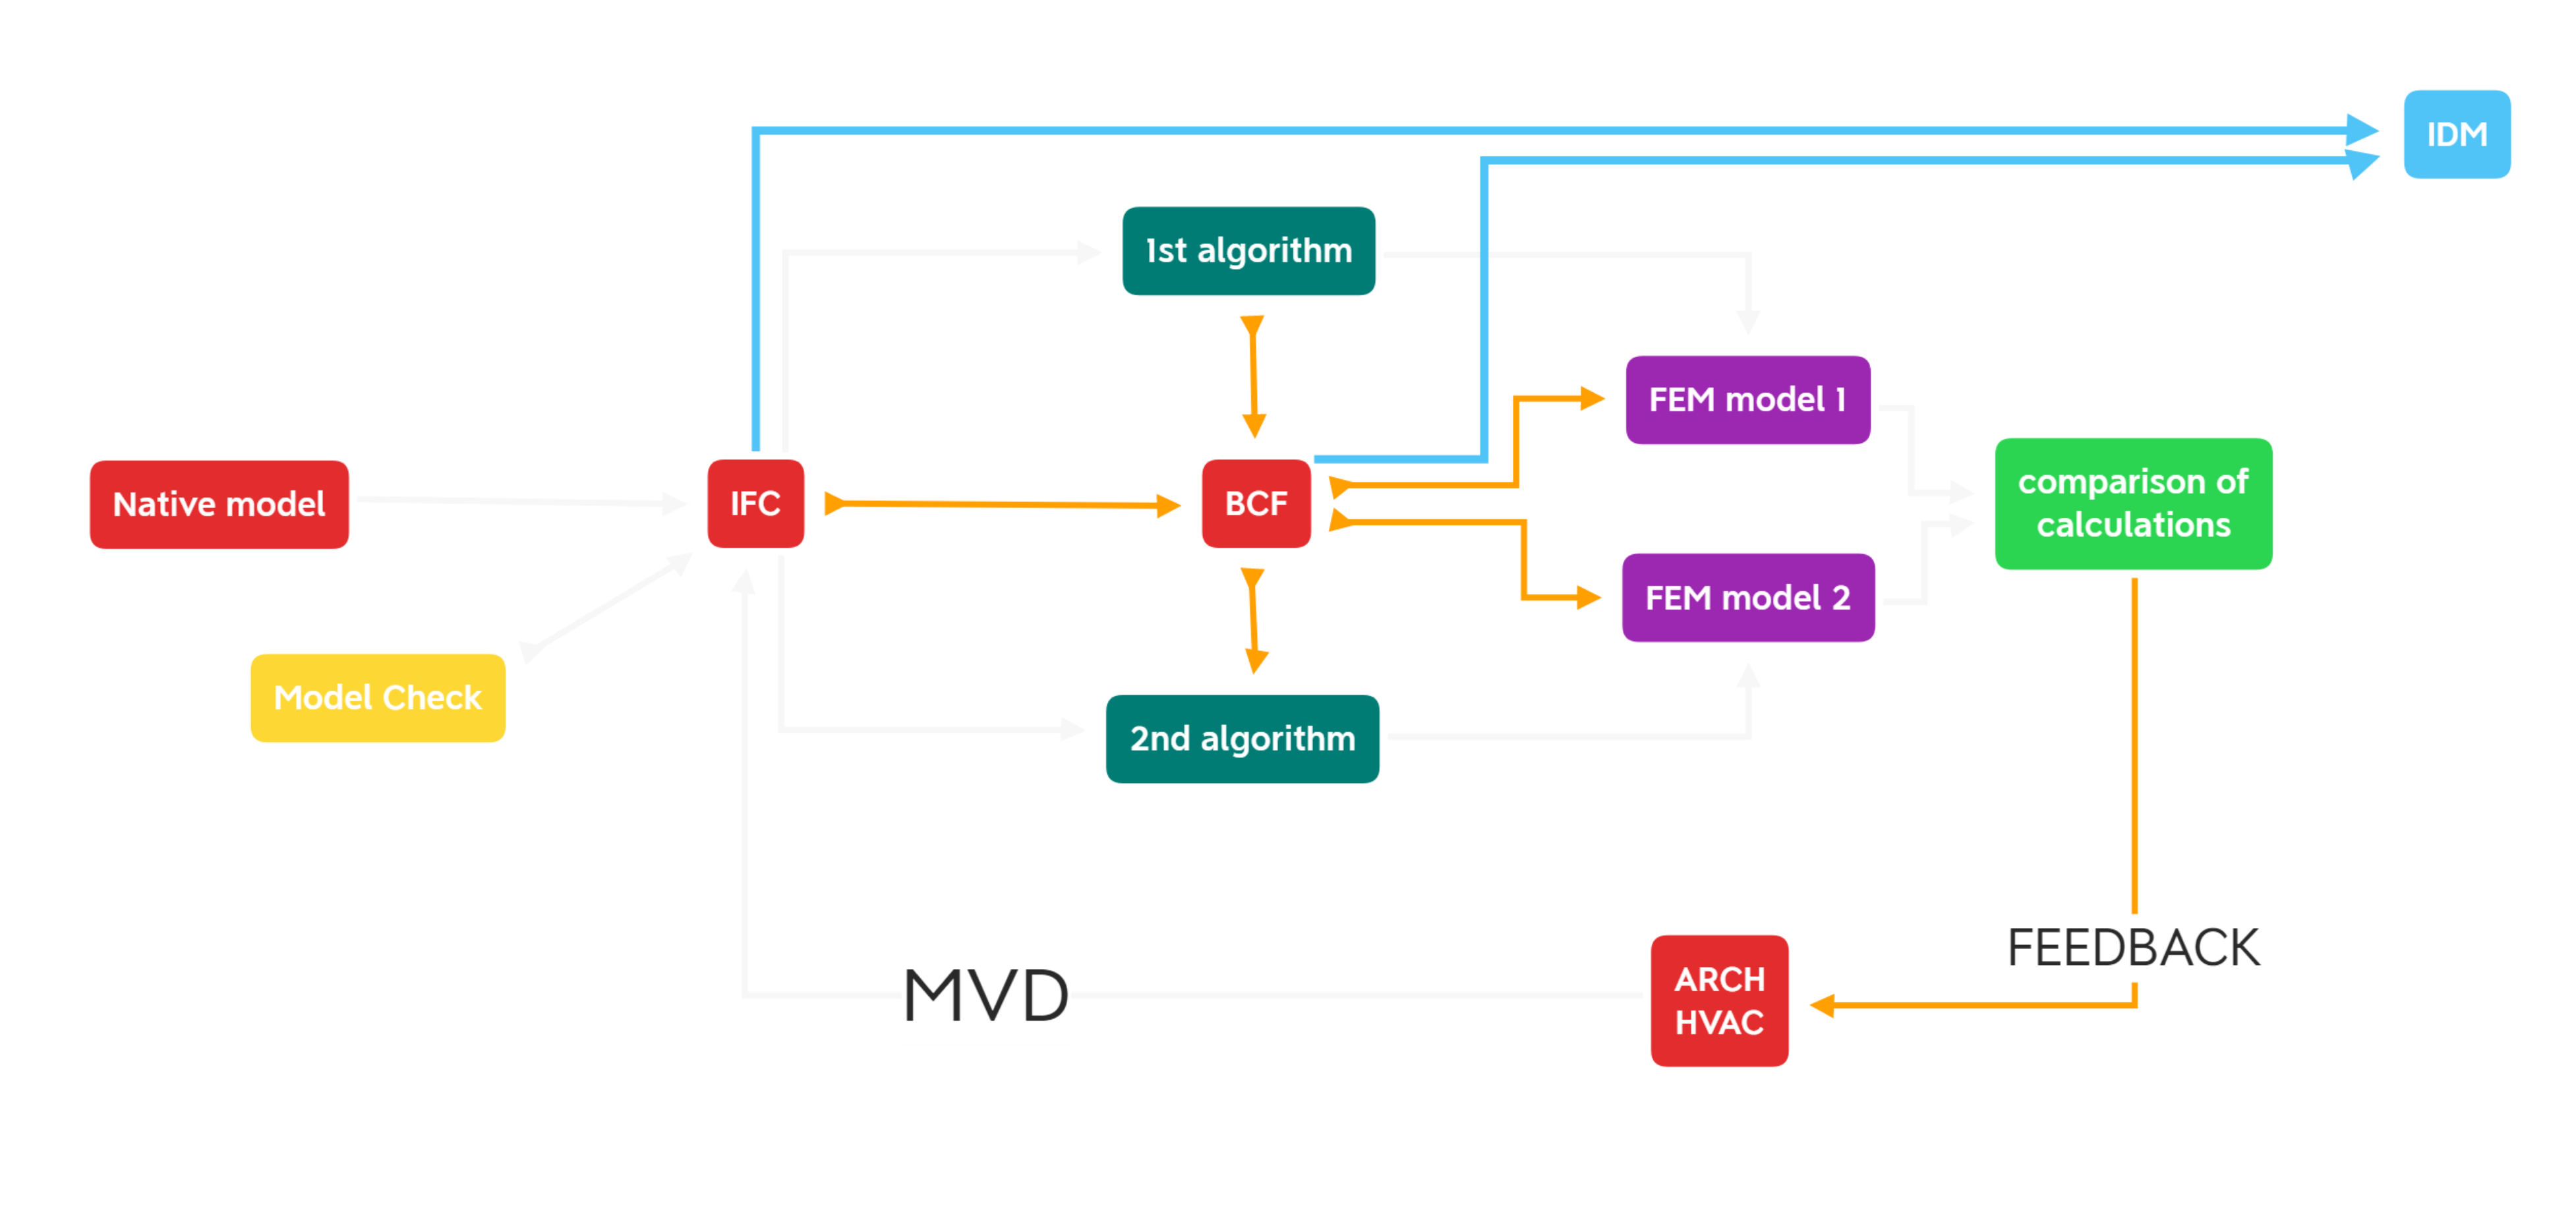 IDM
1st algorithm
FEM model 1
Native model
IFC
BCF
comparison of
calculations
FEM model 2
Model Check
2nd algorithm
FEEDBACK
MVD
ARCH
HVAC